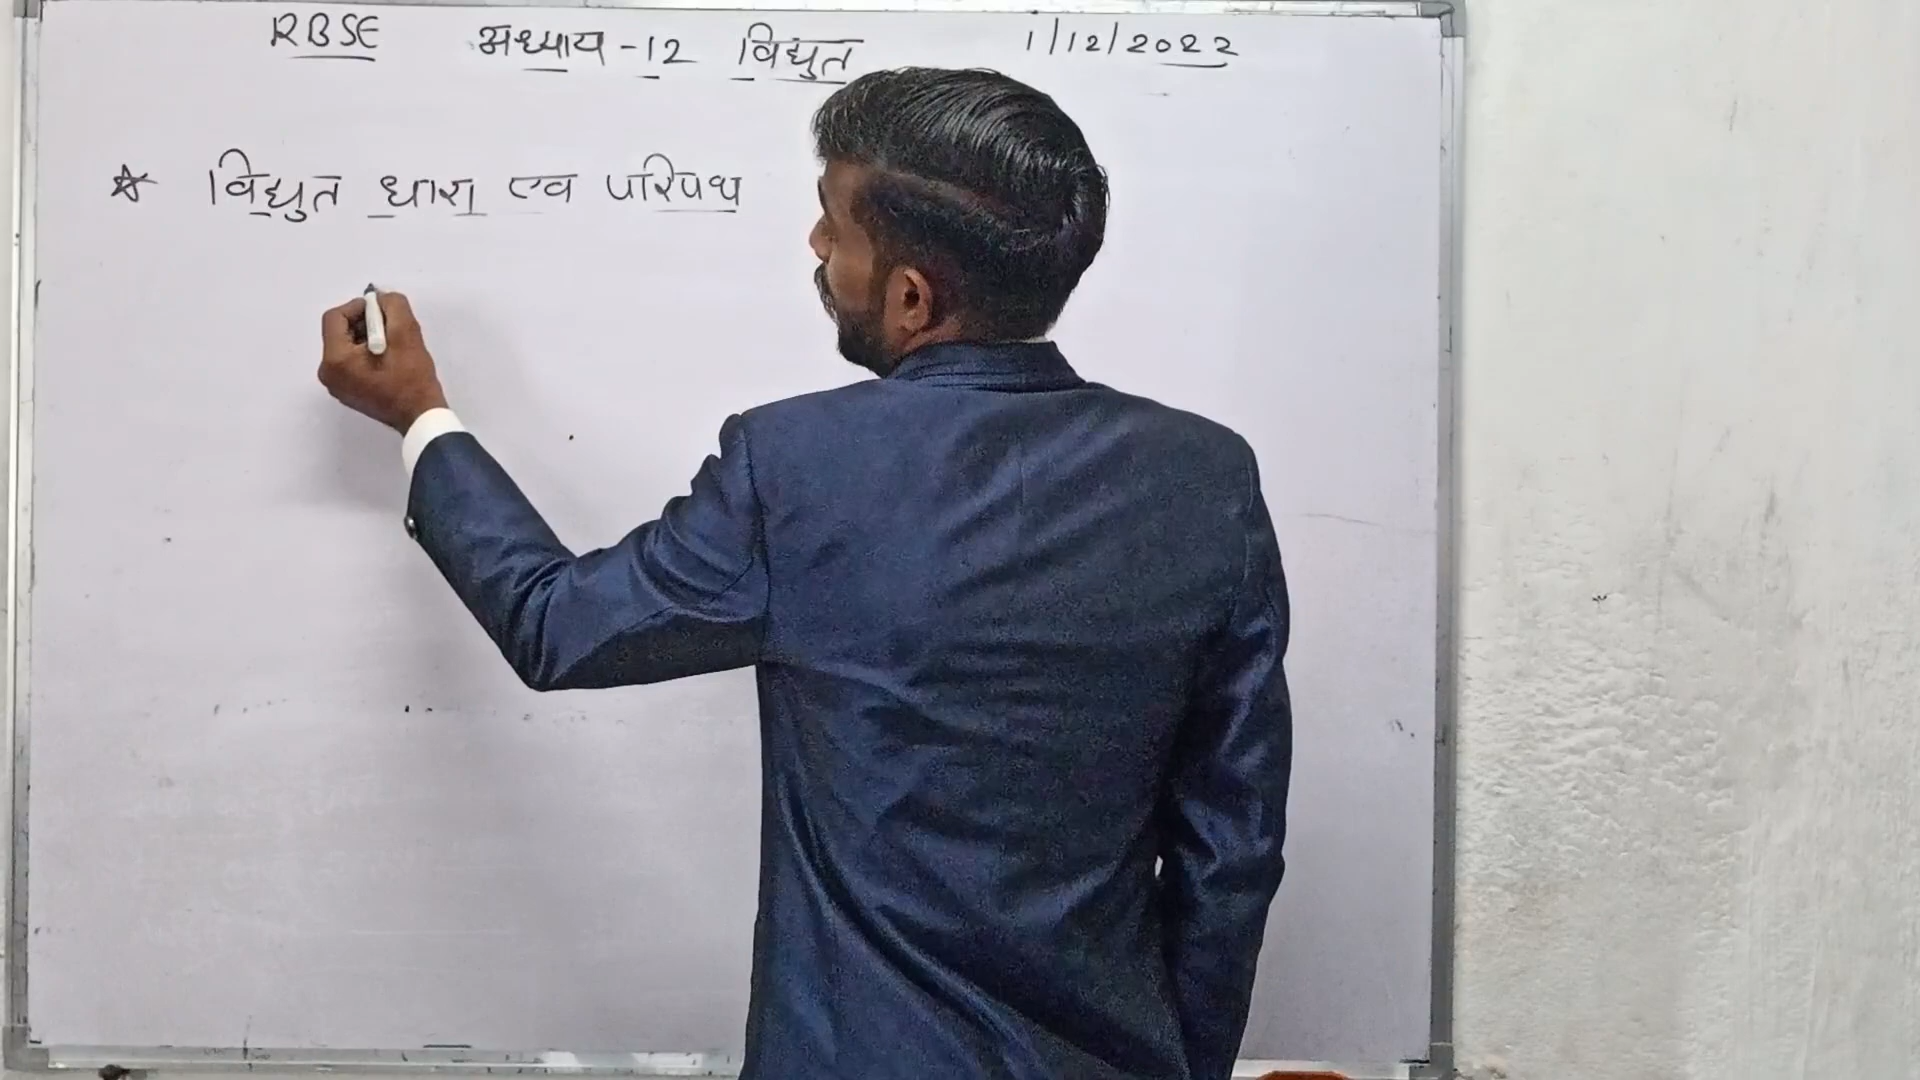 RBSE अध्याय -12 विद्युत 1/12/2022
☆ विद्युत धारा एव परिपथ